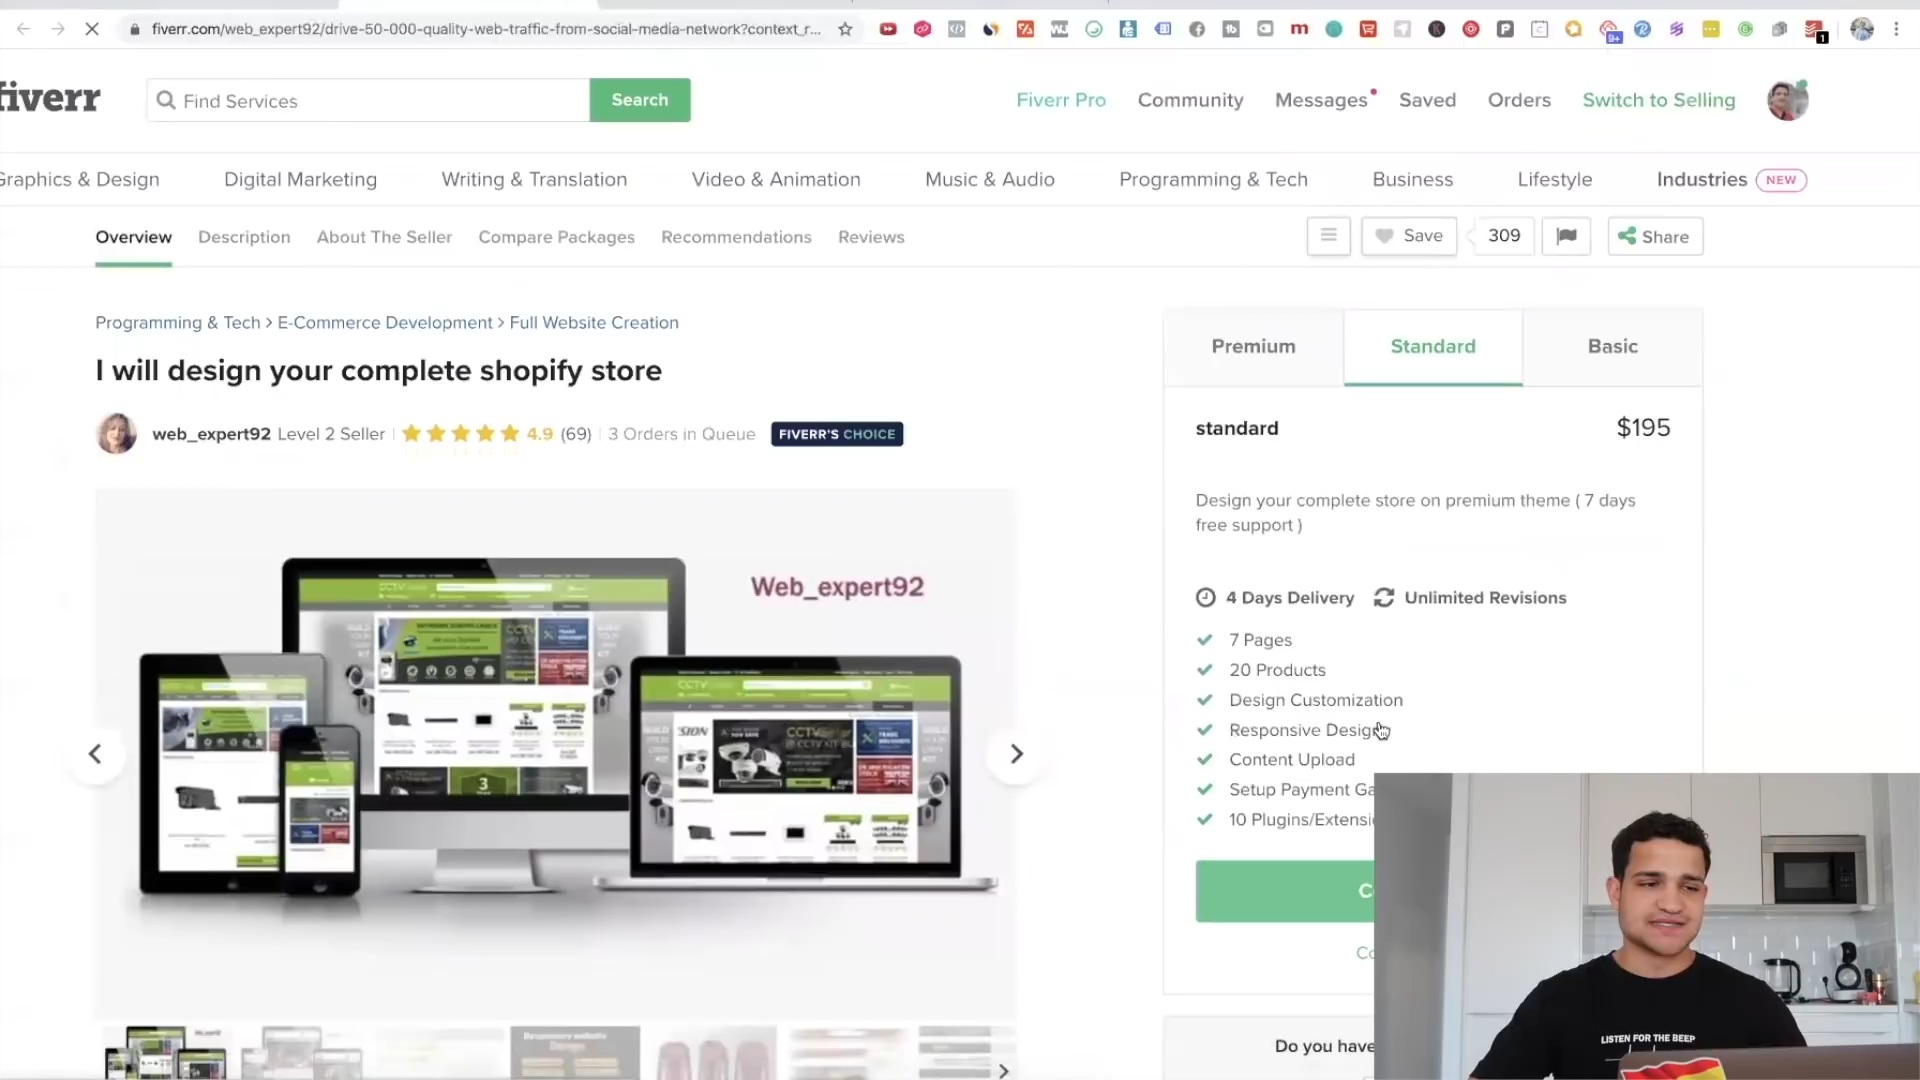 fiverr.com/web_expert92/drive-50-000-quality-web-traffic-from-social-media-network?context_r...
fiverr
Find Services
Search
Fiverr Pro
Community
Messages
Saved
Orders
Switch to Selling
Graphics & Design
Digital Marketing
Writing & Translation
Video & Animation
Music & Audio
Programming & Tech
Business
Lifestyle
Industries NEW
Overview
Description
About The Seller
Compare Packages
Recommendations
Reviews
Save
309
Share
Programming & Tech > E-Commerce Development > Full Website Creation
I will design your complete shopify store
web_expert92 Level 2 Seller
4.9 (69)
3 Orders in Queue
FIVERR'S CHOICE
Web_expert92
Premium
Standard
Basic
standard
$195
Design your complete store on premium theme ( 7 days
free support )
4 Days Delivery
Unlimited Revisions
7 Pages
20 Products
Design Customization
Responsive Design
Content Upload
Setup Payment Ga
10 Plugins/Extensi
Co
Do you have
LISTEN FOR THE BEEP